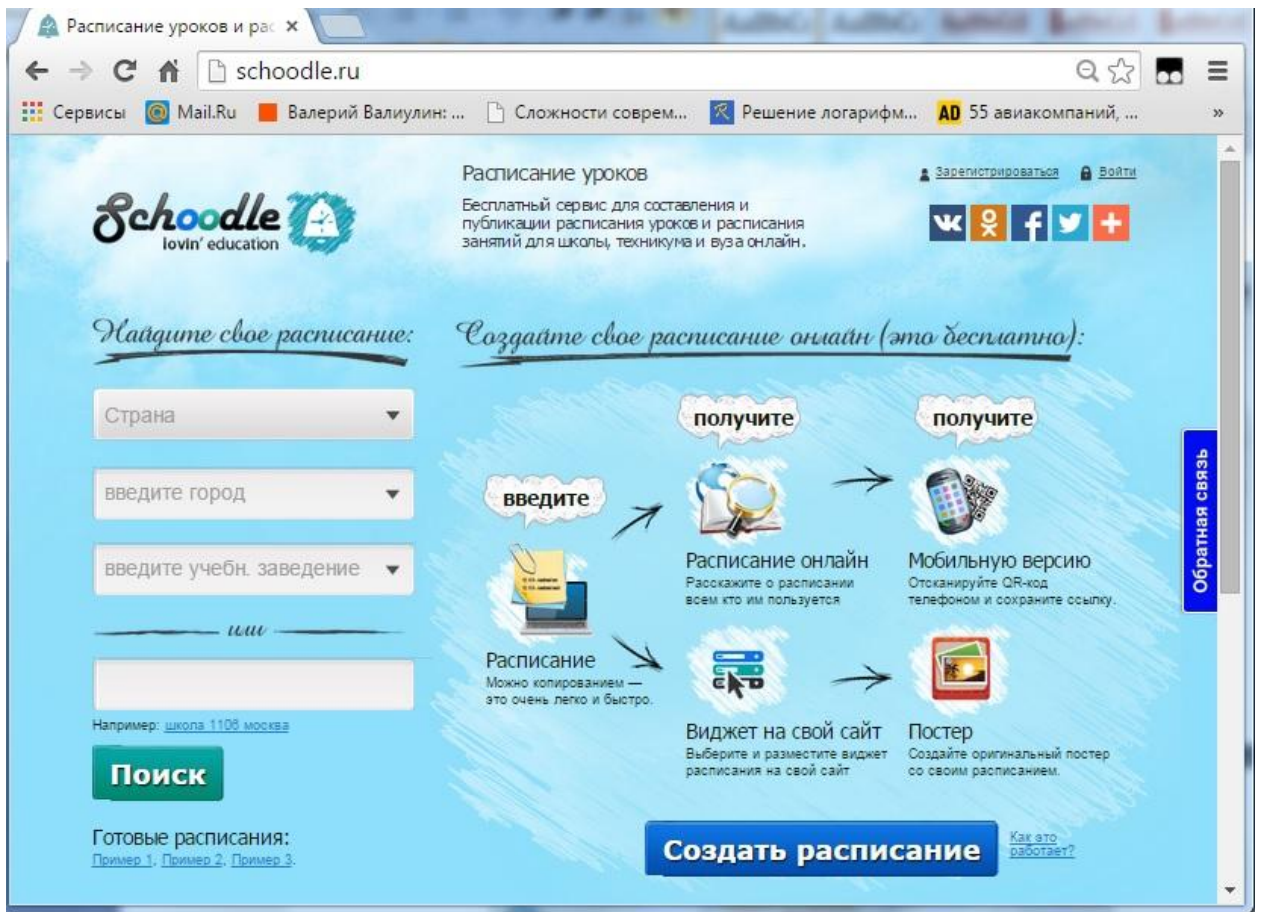 Расписание уроков и рас
schoodle.ru
Сервисы Mail.Ru Валерий Валиулин: ... Сложности соврем... Решение логарифм... AD 55 авиакомпаний, ... »
Schoodle
lovin' education
Расписание уроков
Бесплатный сервис для составления и
публикации расписания уроков и расписания
занятий для школы, техникума и вуза онлайн.
Зарегистрироваться Войти
Найдите свое расписание:
Страна
введите город
введите учебн. заведение
или
Например: школа 1106 москва
Поиск
Готовые расписания:
Пример 1, Пример 2, Пример 3.
Создайте свое расписание онлайн (это бесплатно):
введите
Расписание
Можно копированием —
это очень легко и быстро.
получите
Расписание онлайн
Расскажите о расписании
всем кто им пользуется
получите
Мобильную версию
Отсканируйте QR-код
телефоном и сохраните ссылку.
Виджет на свой сайт
Выберите и разместите виджет
расписания на свой сайт
Постер
Создайте оригинальный постер
со своим расписанием.
Создать расписание
Как это
работает?
Обратная связь